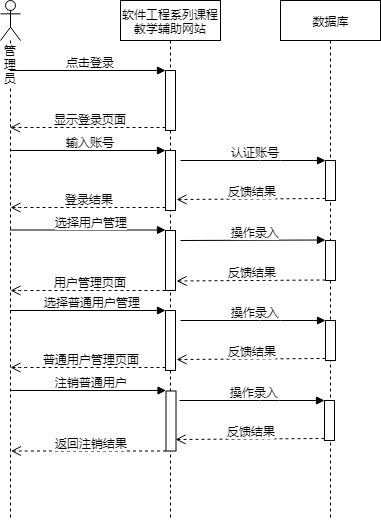 管理员
软件工程系列课程
教学辅助网站
数据库
点击登录
显示登录页面
输入账号
认证账号
反馈结果
登录结果
选择用户管理
操作录入
反馈结果
用户管理页面
选择普通用户管理
操作录入
反馈结果
普通用户管理页面
注销普通用户
操作录入
反馈结果
返回注销结果